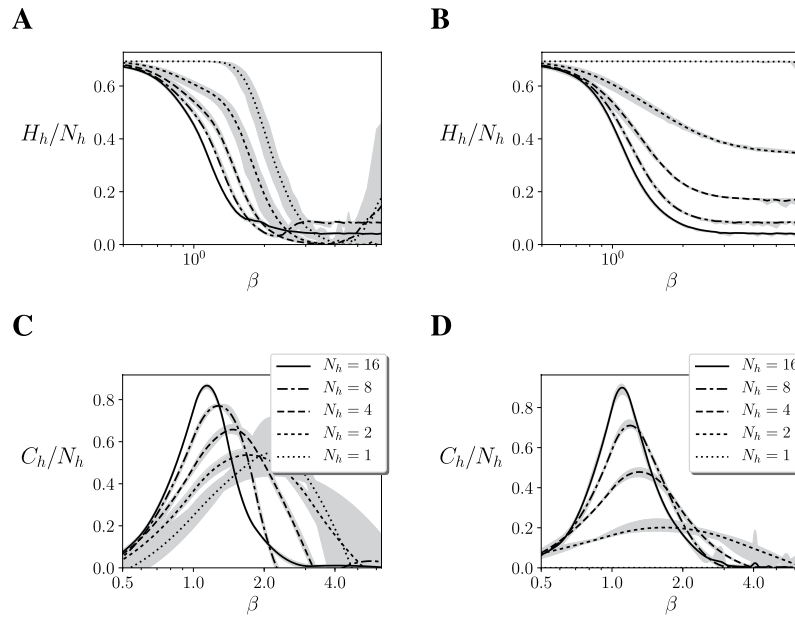 A
B
0.6
0.4
0.2
0.0
H_h/N_h
10^0
β
0.6
0.4
0.2
0.0
H_h/N_h
10^0
β
C
D
N_h = 16
N_h = 8
N_h = 4
N_h = 2
N_h = 1
0.8
0.6
0.4
0.2
0.0
C_h/N_h
0.5 1.0 2.0 4.0
β
N_h = 16
N_h = 8
N_h = 4
N_h = 2
N_h = 1
0.8
0.6
0.4
0.2
0.0
C_h/N_h
0.5 1.0 2.0 4.0
β